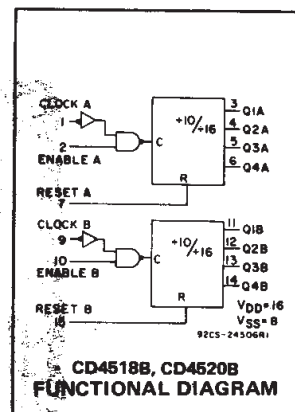 CLOCK A
1
2
ENABLE A
÷10/÷16
C
3 Q1A
4 Q2A
5 Q3A
6 Q4A
R
RESET A
7
CLOCK B
9
10
ENABLE B
÷10/÷16
C
11 Q1B
12 Q2B
13 Q3B
14 Q4B
R
RESET B
15
VDD=16
VSS=8
92CS-24506R1
CD4518B, CD4520B
FUNCTIONAL DIAGRAM